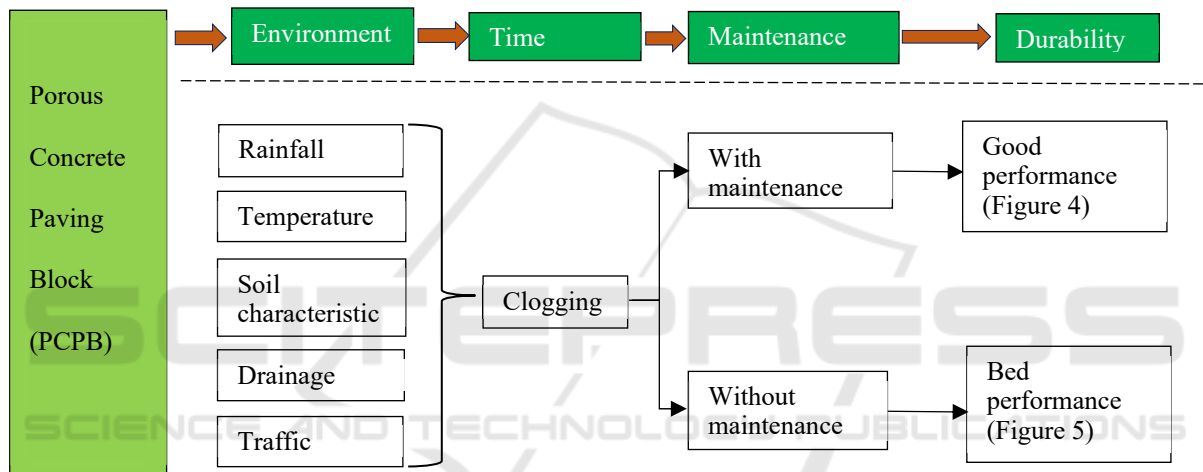 Porous
Concrete
Paving
Block
(PCPB)
Environment
Time
Maintenance
Durability
Rainfall
Temperature
Soil
characteristic
Drainage
Traffic
Clogging
With
maintenance
Without
maintenance
Good
performance
(Figure 4)
Bed
performance
(Figure 5)
SCITEPRESS
SCIENCE AND TECHNOLOGY PUBLICATIONS